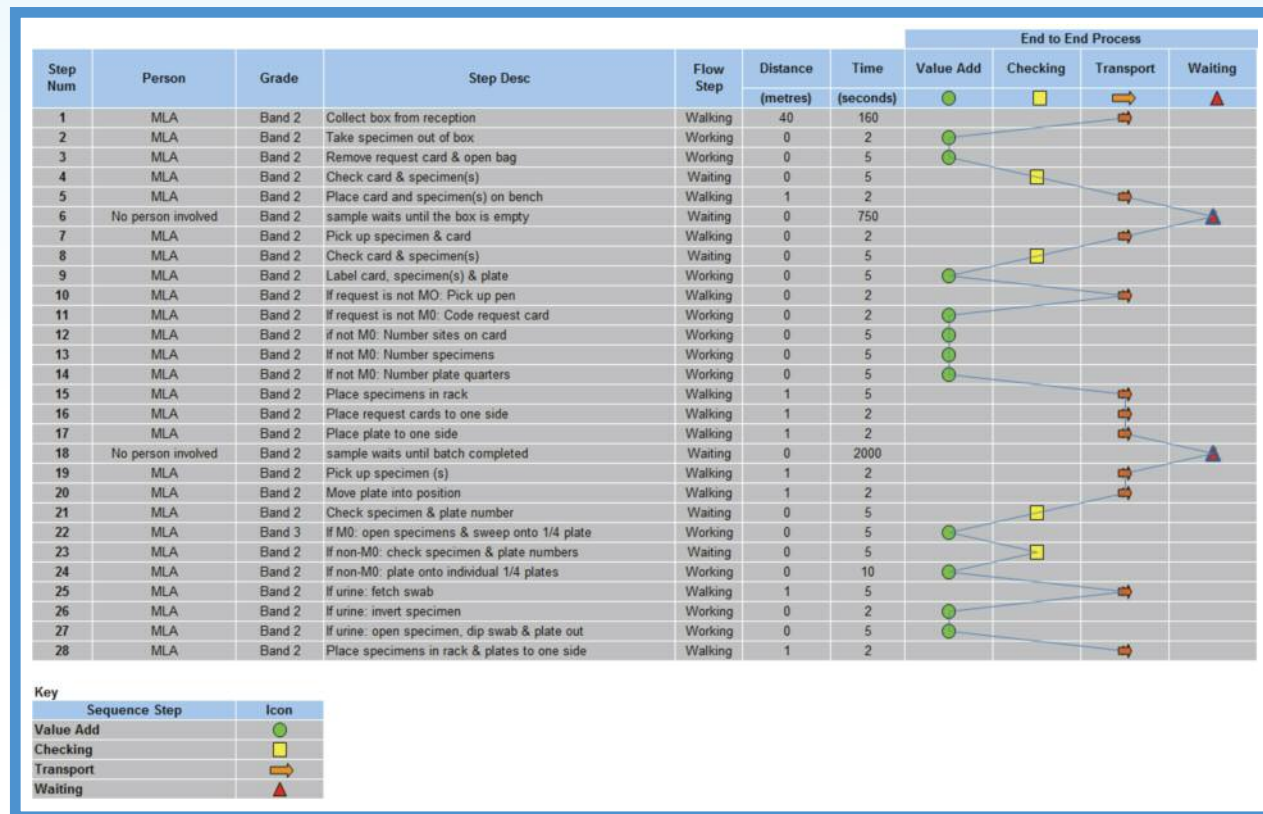 End to End Process
Step Num Person Grade Step Desc Flow Step Distance Time Value Add Checking Transport Waiting
(metres) (seconds)
1 MLA Band 2 Collect box from reception Walking 40 160
2 MLA Band 2 Take specimen out of box Working 0 2
3 MLA Band 2 Remove request card & open bag Working 0 5
4 MLA Band 2 Check card & specimen(s) Waiting 0 5
5 MLA Band 2 Place card and specimen(s) on bench Walking 1 2
6 No person involved Band 2 sample waits until the box is empty Waiting 0 750
7 MLA Band 2 Pick up specimen & card Walking 0 2
8 MLA Band 2 Check card & specimen(s) Waiting 0 5
9 MLA Band 2 Label card, specimen(s) & plate Working 0 5
10 MLA Band 2 If request is not MO: Pick up pen Walking 0 2
11 MLA Band 2 If request is not M0: Code request card Working 0 2
12 MLA Band 2 if not M0: Number sites on card Working 0 5
13 MLA Band 2 If not M0: Number specimens Working 0 5
14 MLA Band 2 If not M0: Number plate quarters Working 0 5
15 MLA Band 2 Place specimens in rack Walking 1 5
16 MLA Band 2 Place request cards to one side Walking 1 2
17 MLA Band 2 Place plate to one side Walking 1 2
18 No person involved Band 2 sample waits until batch completed Waiting 0 2000
19 MLA Band 2 Pick up specimen (s) Walking 1 2
20 MLA Band 2 Move plate into position Walking 1 2
21 MLA Band 2 Check specimen & plate number Waiting 0 5
22 MLA Band 3 If M0: open specimens & sweep onto 1/4 plate Working 0 5
23 MLA Band 2 If non-M0: check specimen & plate numbers Waiting 0 5
24 MLA Band 2 If non-M0: plate onto individual 1/4 plates Working 0 10
25 MLA Band 2 If urine: fetch swab Walking 1 5
26 MLA Band 2 If urine: invert specimen Working 0 2
27 MLA Band 2 If urine: open specimen, dip swab & plate out Working 0 5
28 MLA Band 2 Place specimens in rack & plates to one side Walking 1 2
Key
Sequence Step Icon
Value Add
Checking
Transport
Waiting